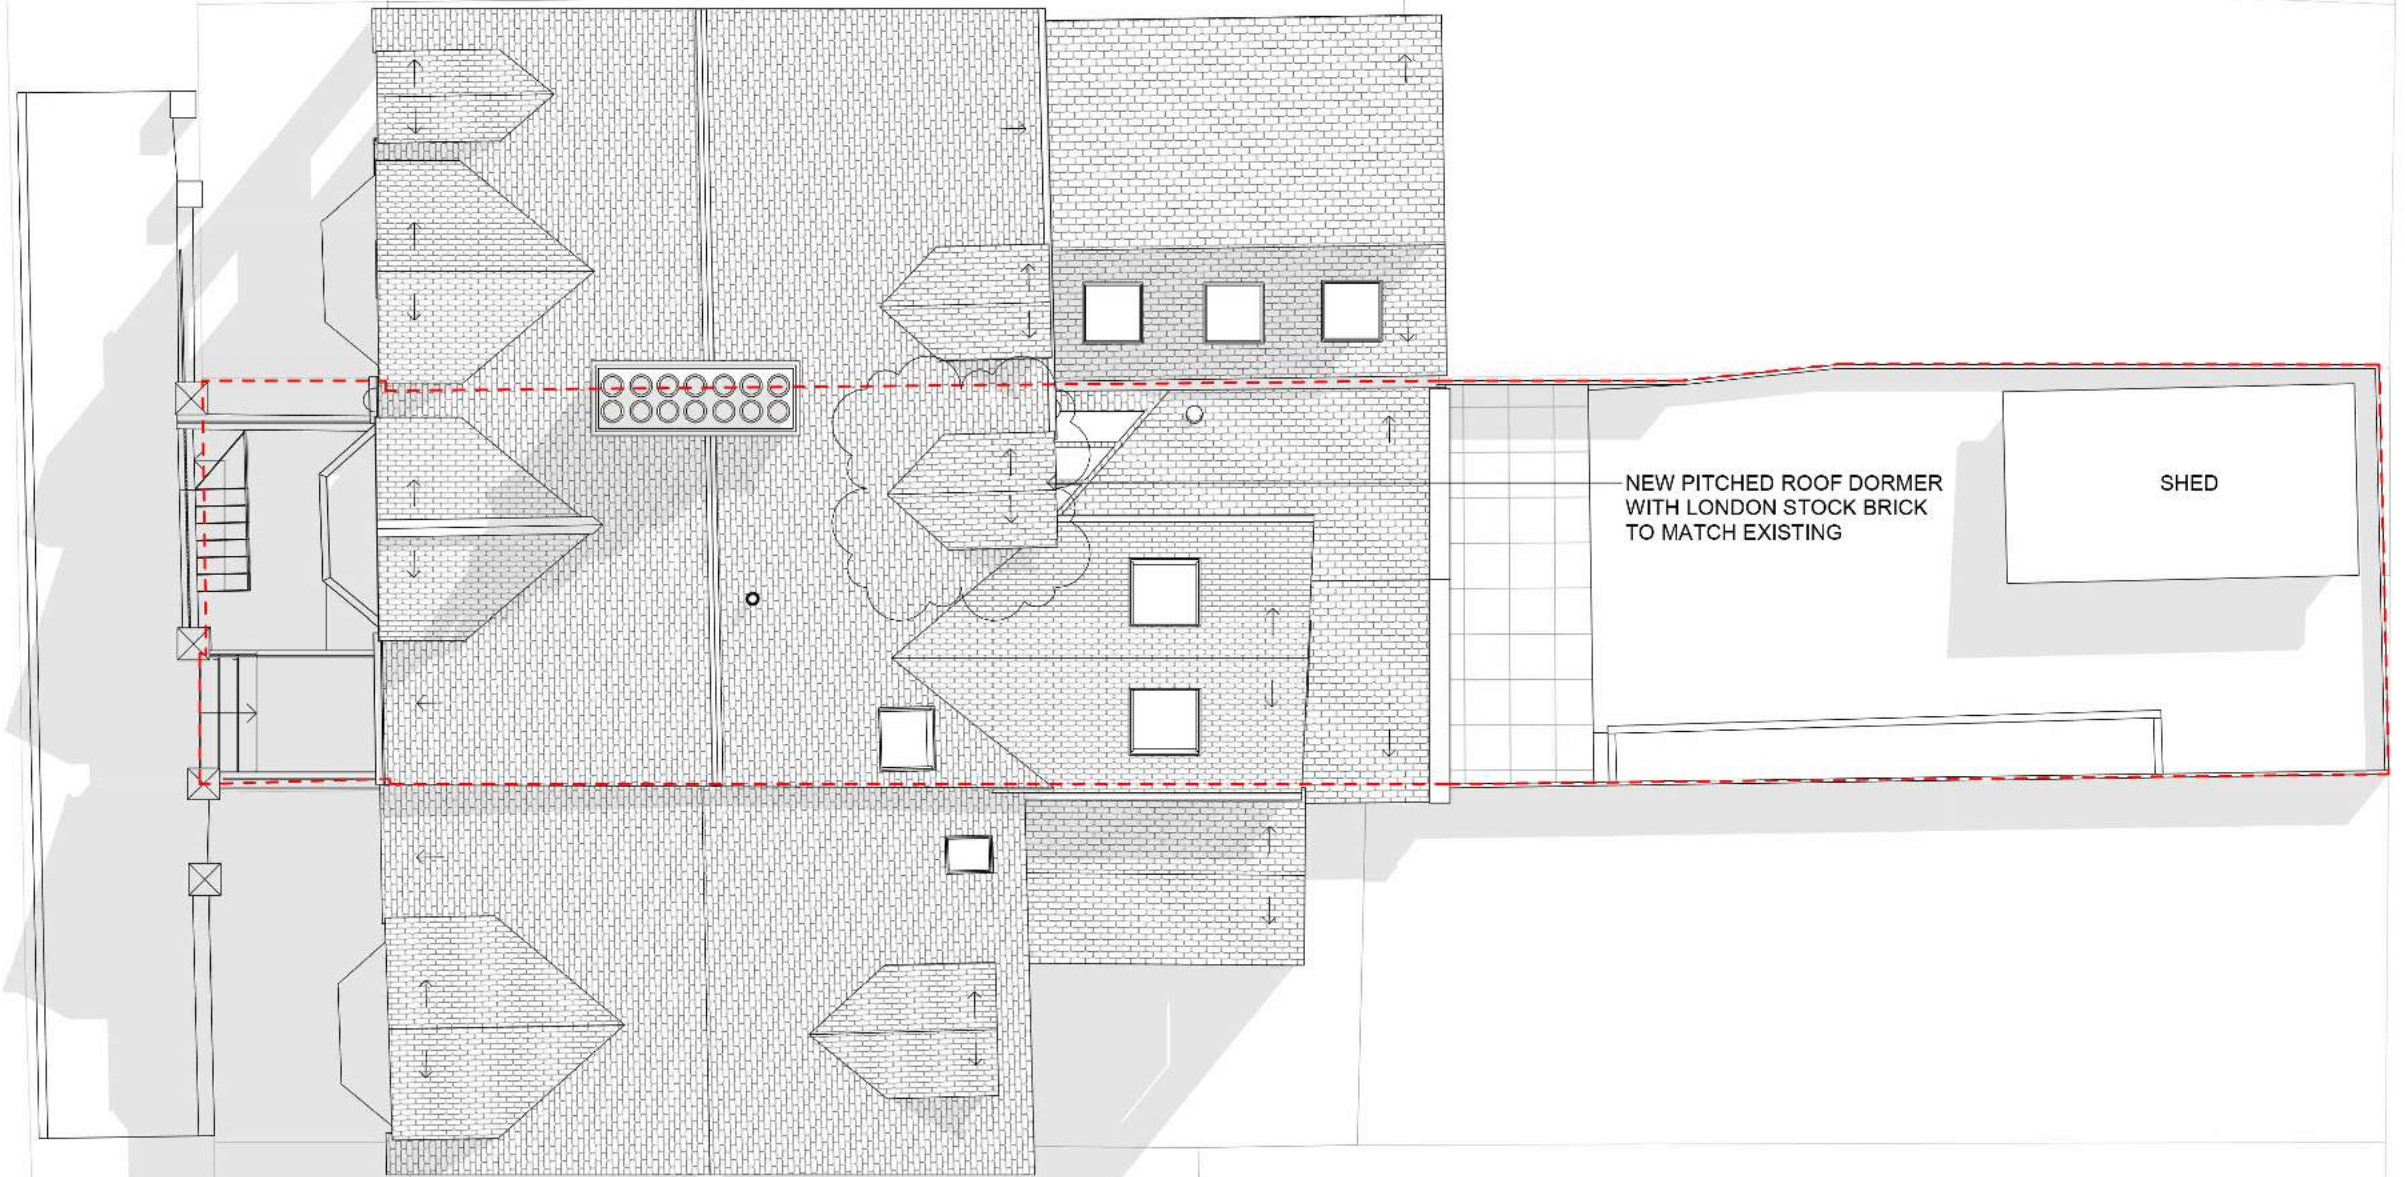 NEW PITCHED ROOF DORMER
WITH LONDON STOCK BRICK
TO MATCH EXISTING
SHED